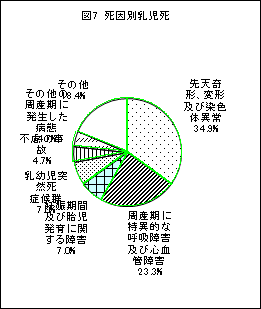 図7 死因別乳児死
その他
18.4%
先天奇
形、変形
及び染色
体異常
34.9%
その他の
周産期に
発生した
病態
不慮の事
故
4.7%
乳幼児突
然死
症候群
妊娠期間
及び胎児
発育に関
する障害
7.0%
周産期に
特異的な
呼吸障害
及び心血
管障害
23.3%